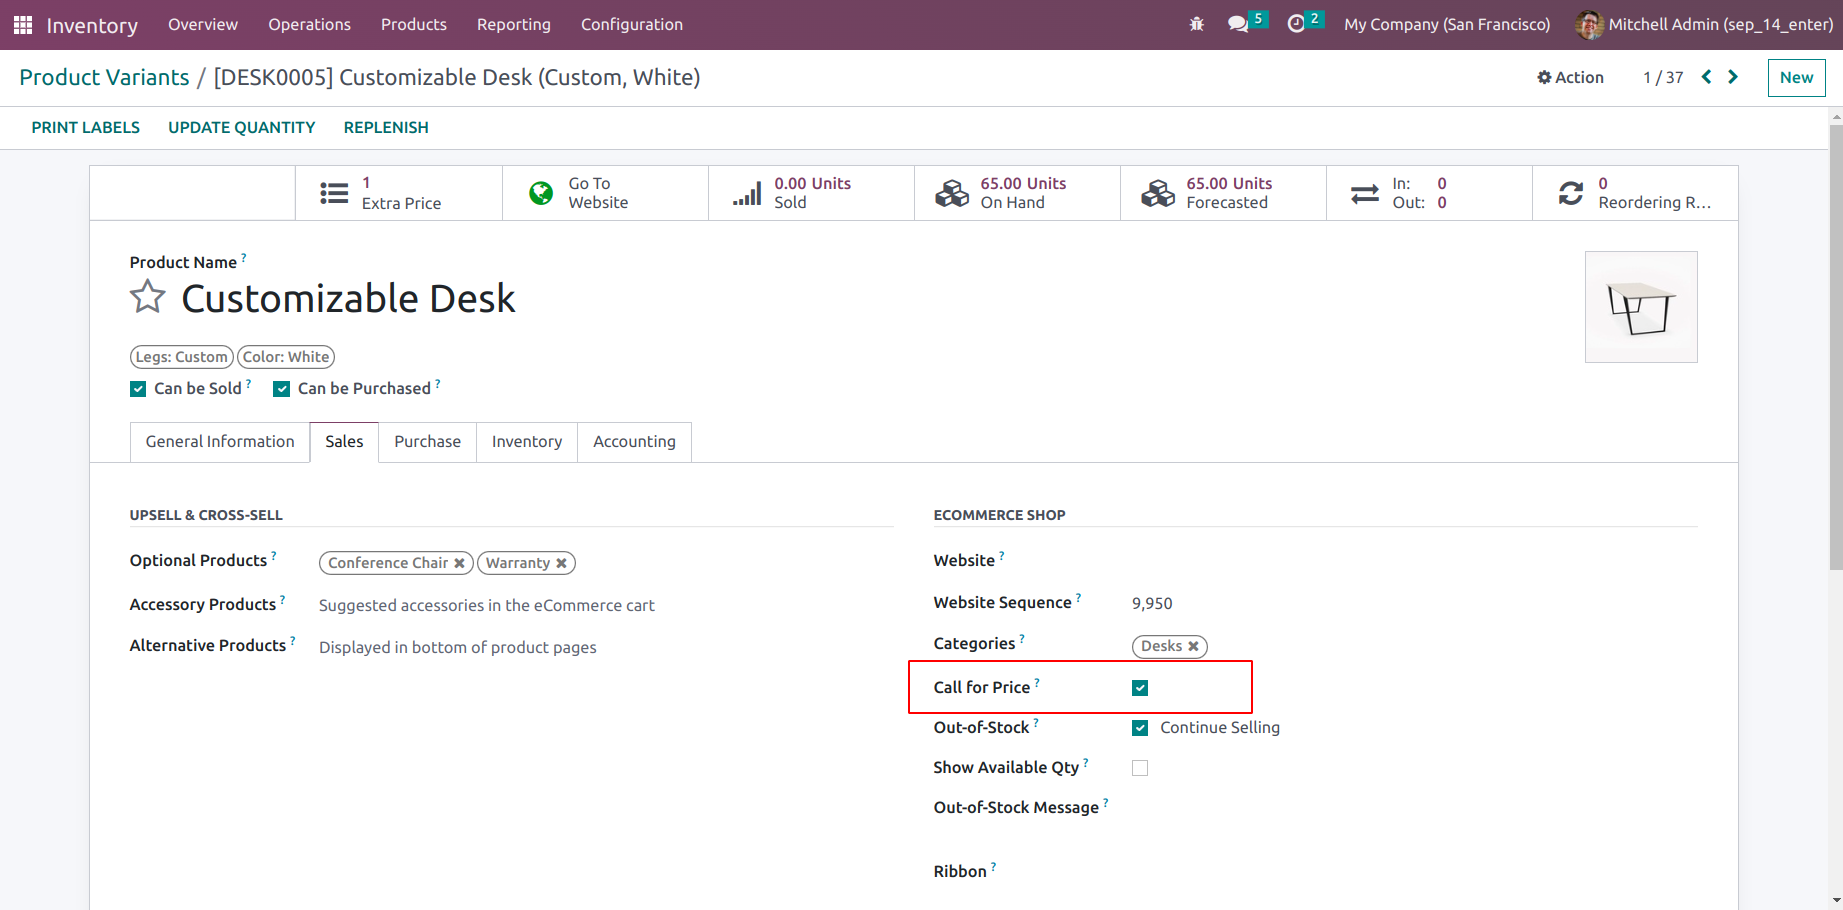 Inventory Overview Operations Products Reporting Configuration 5 2 My Company (San Francisco) Mitchell Admin (sep_14_enter)
Product Variants / [DESK0005] Customizable Desk (Custom, White) Action 1 / 37 New
PRINT LABELS UPDATE QUANTITY REPLENISH
1
Extra Price
Go To
Website
0.00 Units
Sold
65.00 Units
On Hand
65.00 Units
Forecasted
In: 0
Out: 0
0
Reordering R...
Product Name ?
Customizable Desk
Legs: Custom Color: White
Can be Sold ? Can be Purchased ?
General Information Sales Purchase Inventory Accounting
UPSELL & CROSS-SELL
Optional Products ? Conference Chair Warranty
Accessory Products ? Suggested accessories in the eCommerce cart
Alternative Products ? Displayed in bottom of product pages
ECOMMERCE SHOP
Website ?
Website Sequence ? 9,950
Categories ? Desks
Call for Price ?
Out-of-Stock ? Continue Selling
Show Available Qty ?
Out-of-Stock Message ?
Ribbon ?